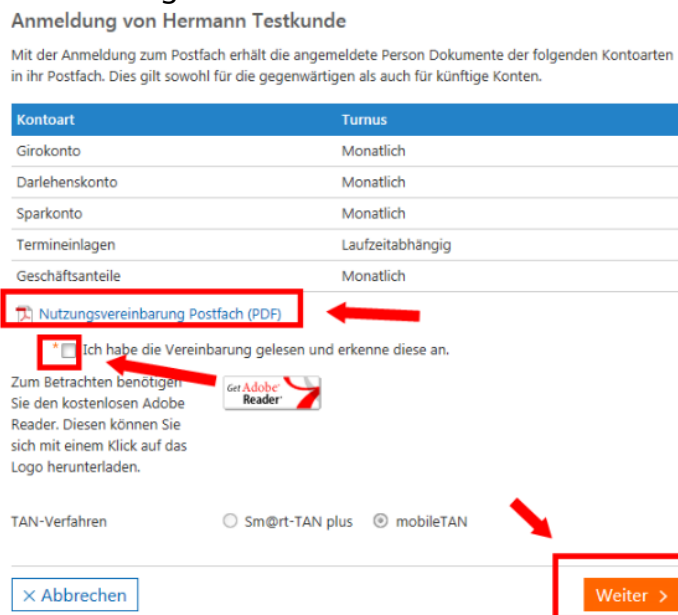 Anmeldung von Hermann Testkunde
Mit der Anmeldung zum Postfach erhält die angemeldete Person Dokumente der folgenden Kontoarten
in ihr Postfach. Dies gilt sowohl für die gegenwärtigen als auch für künftige Konten.
Kontoart Turnus
Girokonto Monatlich
Darlehenskonto Monatlich
Sparkonto Monatlich
Termineinlagen Laufzeitabhängig
Geschäftsanteile Monatlich
Nutzungsvereinbarung Postfach (PDF)
* Ich habe die Vereinbarung gelesen und erkenne diese an.
Zum Betrachten benötigen
Sie den kostenlosen Adobe
Reader. Diesen können Sie
sich mit einem Klick auf das
Logo herunterladen.
Get Adobe
Reader
TAN-Verfahren Sm@rt-TAN plus mobileTAN
× Abbrechen Weiter >